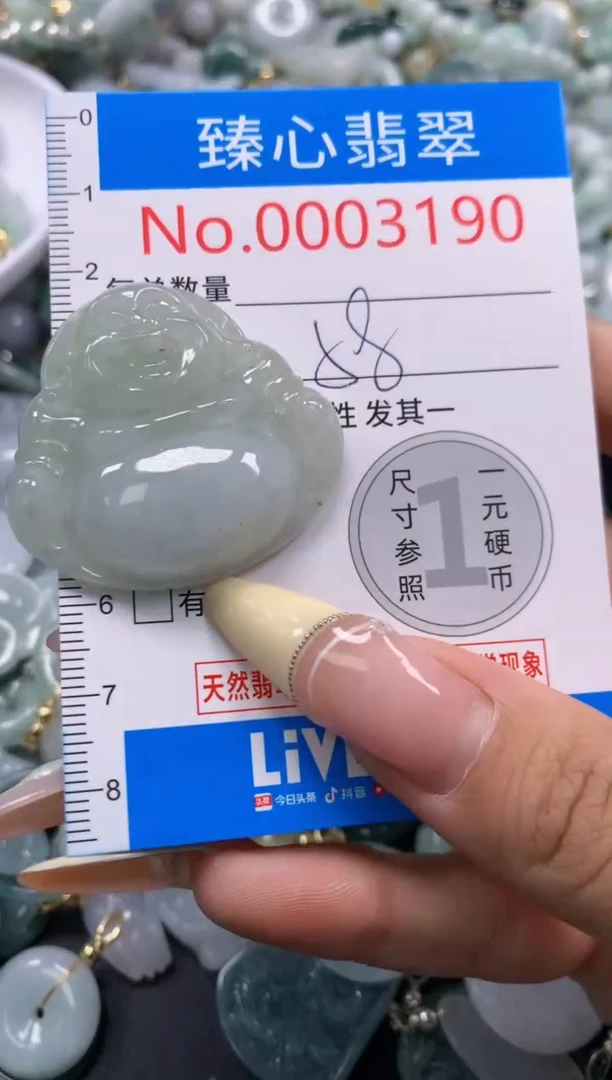 臻心翡翠
No.0003190
0
1
2
数量
88
性发其一
尺寸参照
1
一元硬币
6
有
7
天然翡
现象
8
LiV
头条 今日头条 抖音